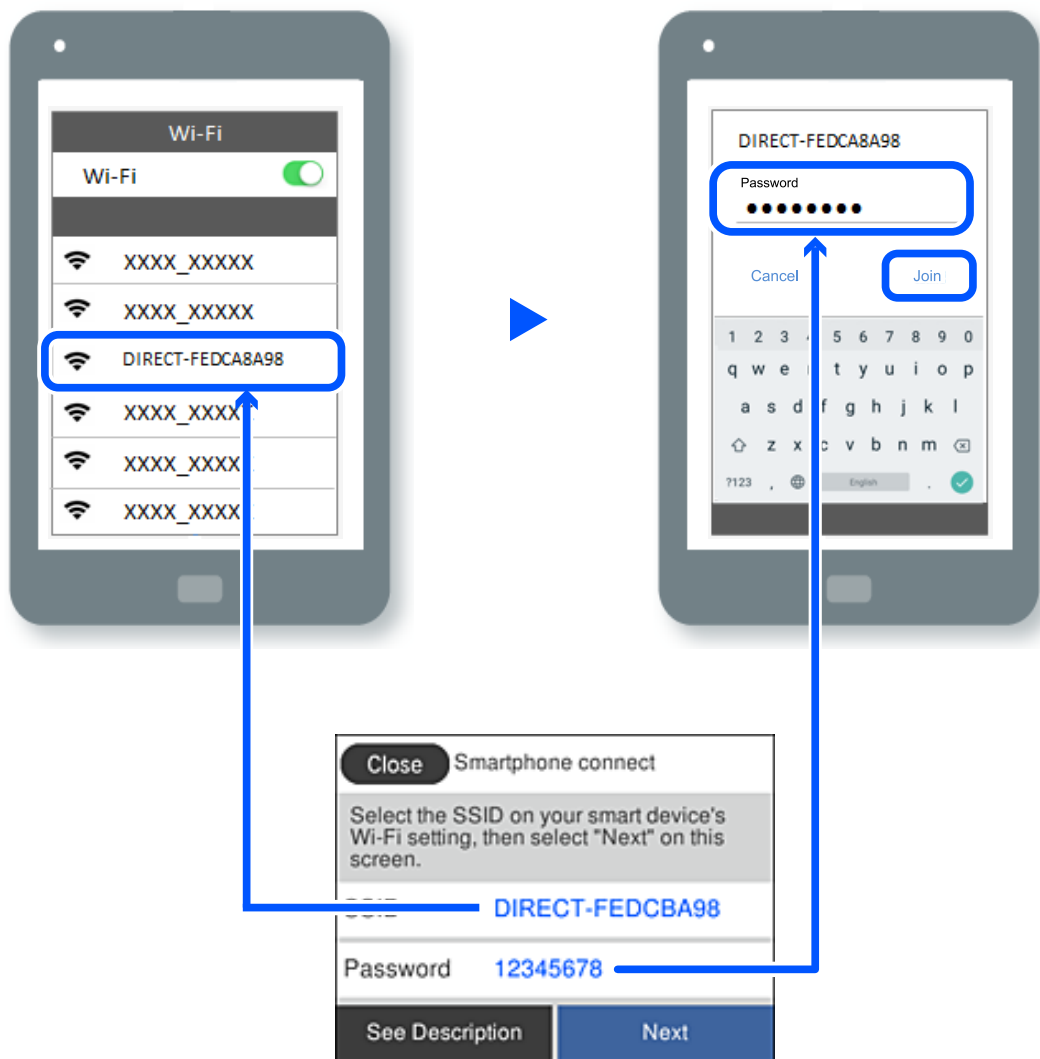 Wi-Fi
Wi-Fi
XXXX_XXXXX
XXXX_XXXXX
DIRECT-FEDCA8A98
XXXX_XXXX
XXXX_XXXX
XXXX_XXXX
DIRECT-FEDCA8A98
Password
Cancel
Join
1 2 3 5 6 7 8 9 0
q w e t y u i o p
a s d f g h j k l
z x c v b n m
?123 , English .
Close Smartphone connect
Select the SSID on your smart device's
Wi-Fi setting, then select "Next" on this
screen.
DIRECT-FEDCBA98
Password 12345678
See Description Next